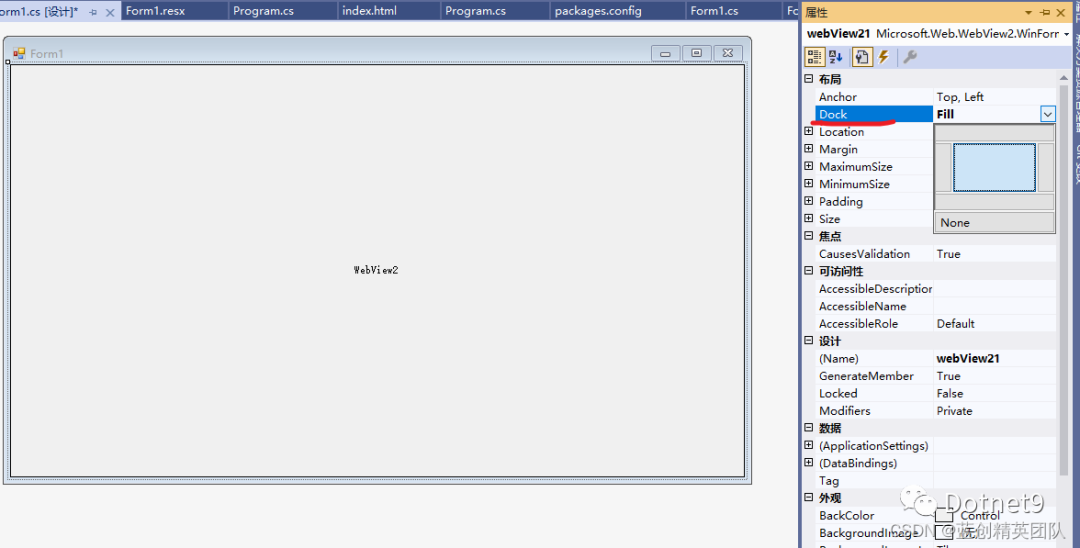 orm1.cs [设计]*
Form1.resx
Program.cs
index.html
Program.cs
packages.config
Form1.cs
Fo
属性
webView21 Microsoft.Web.WebView2.WinForm
Form1
WebView2
布局
Anchor Top, Left
Dock Fill
Location
Margin
MaximumSize
MinimumSize
Padding
Size
None
焦点
CausesValidation True
可访问性
AccessibleDescription
AccessibleName
AccessibleRole Default
设计
(Name) webView21
GenerateMember True
Locked False
Modifiers Private
数据
(ApplicationSettings)
(DataBindings)
Tag
外观
BackColor Control
BackgroundImage 无
Dotnet9
CSDN @蓝创精英团队